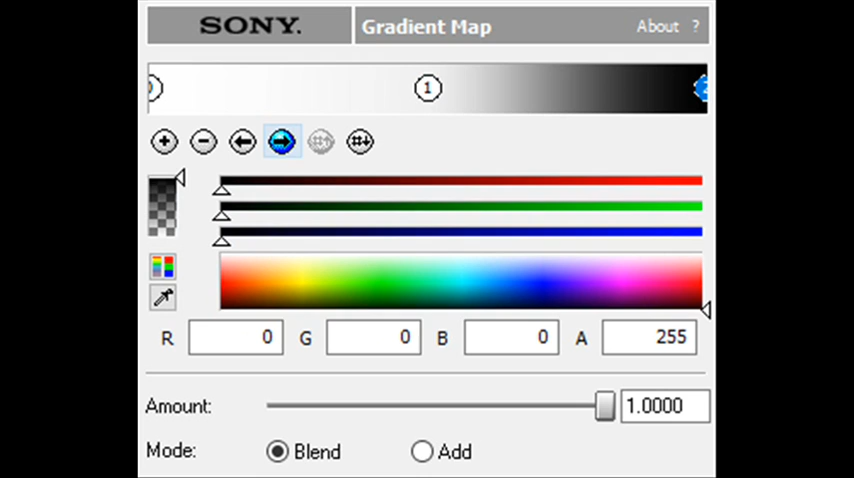 SONY. Gradient Map About ?
1
R 0 G 0 B 0 A 255
Amount: 1.0000
Mode: Blend Add